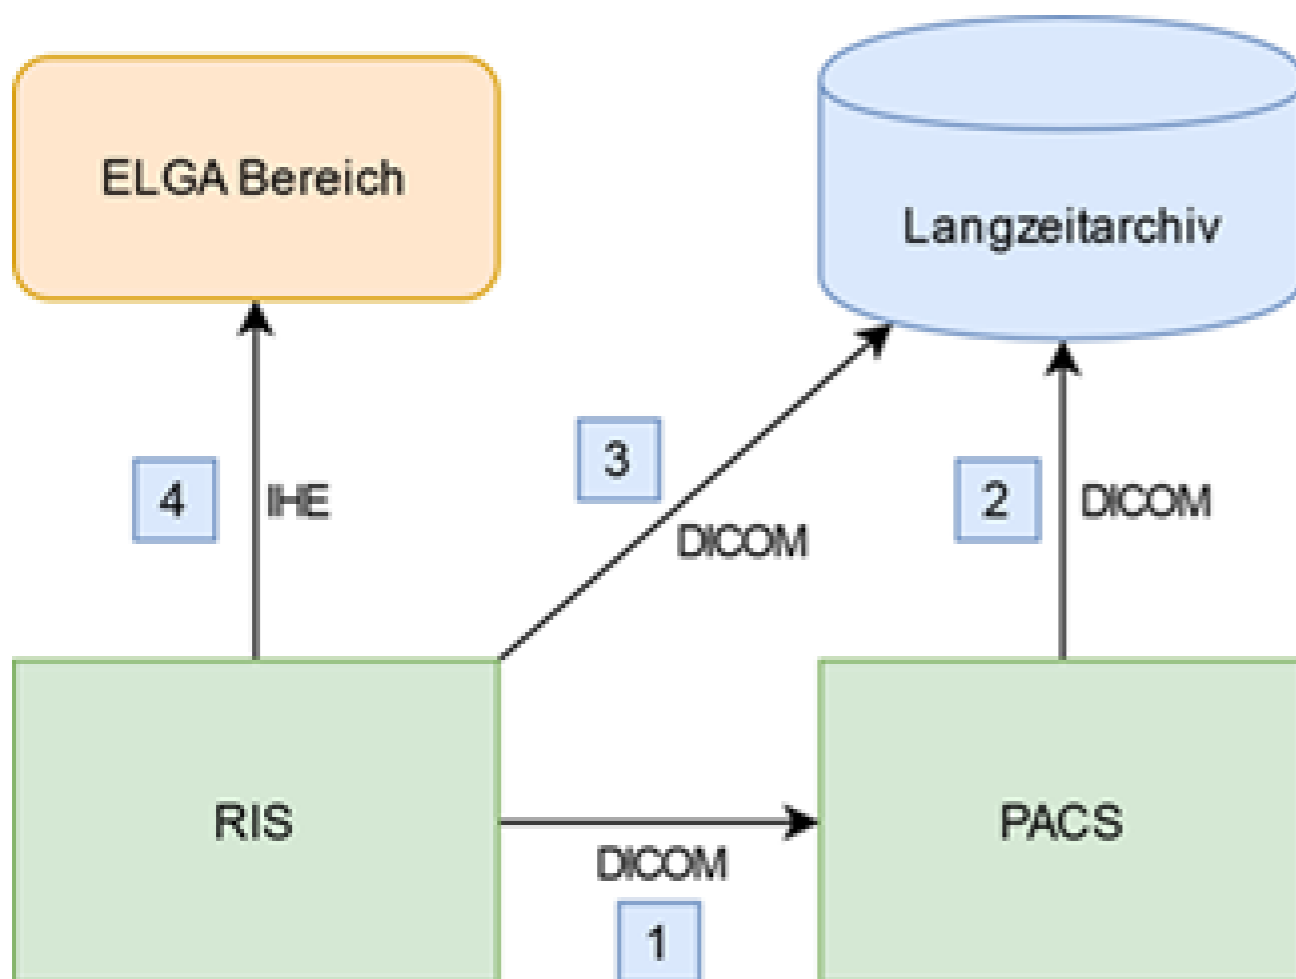 ELGA Bereich
Langzeitarchiv
3
4
IHE
2
DICOM
DICOM
RIS
PACS
DICOM
1